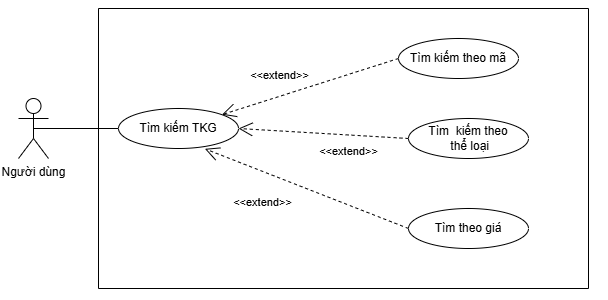 Tìm kiếm theo mã
<<extend>>
Tìm kiếm TKG
Tìm kiếm theo
thể loại
<<extend>>
Người dùng
<<extend>>
Tìm theo giá